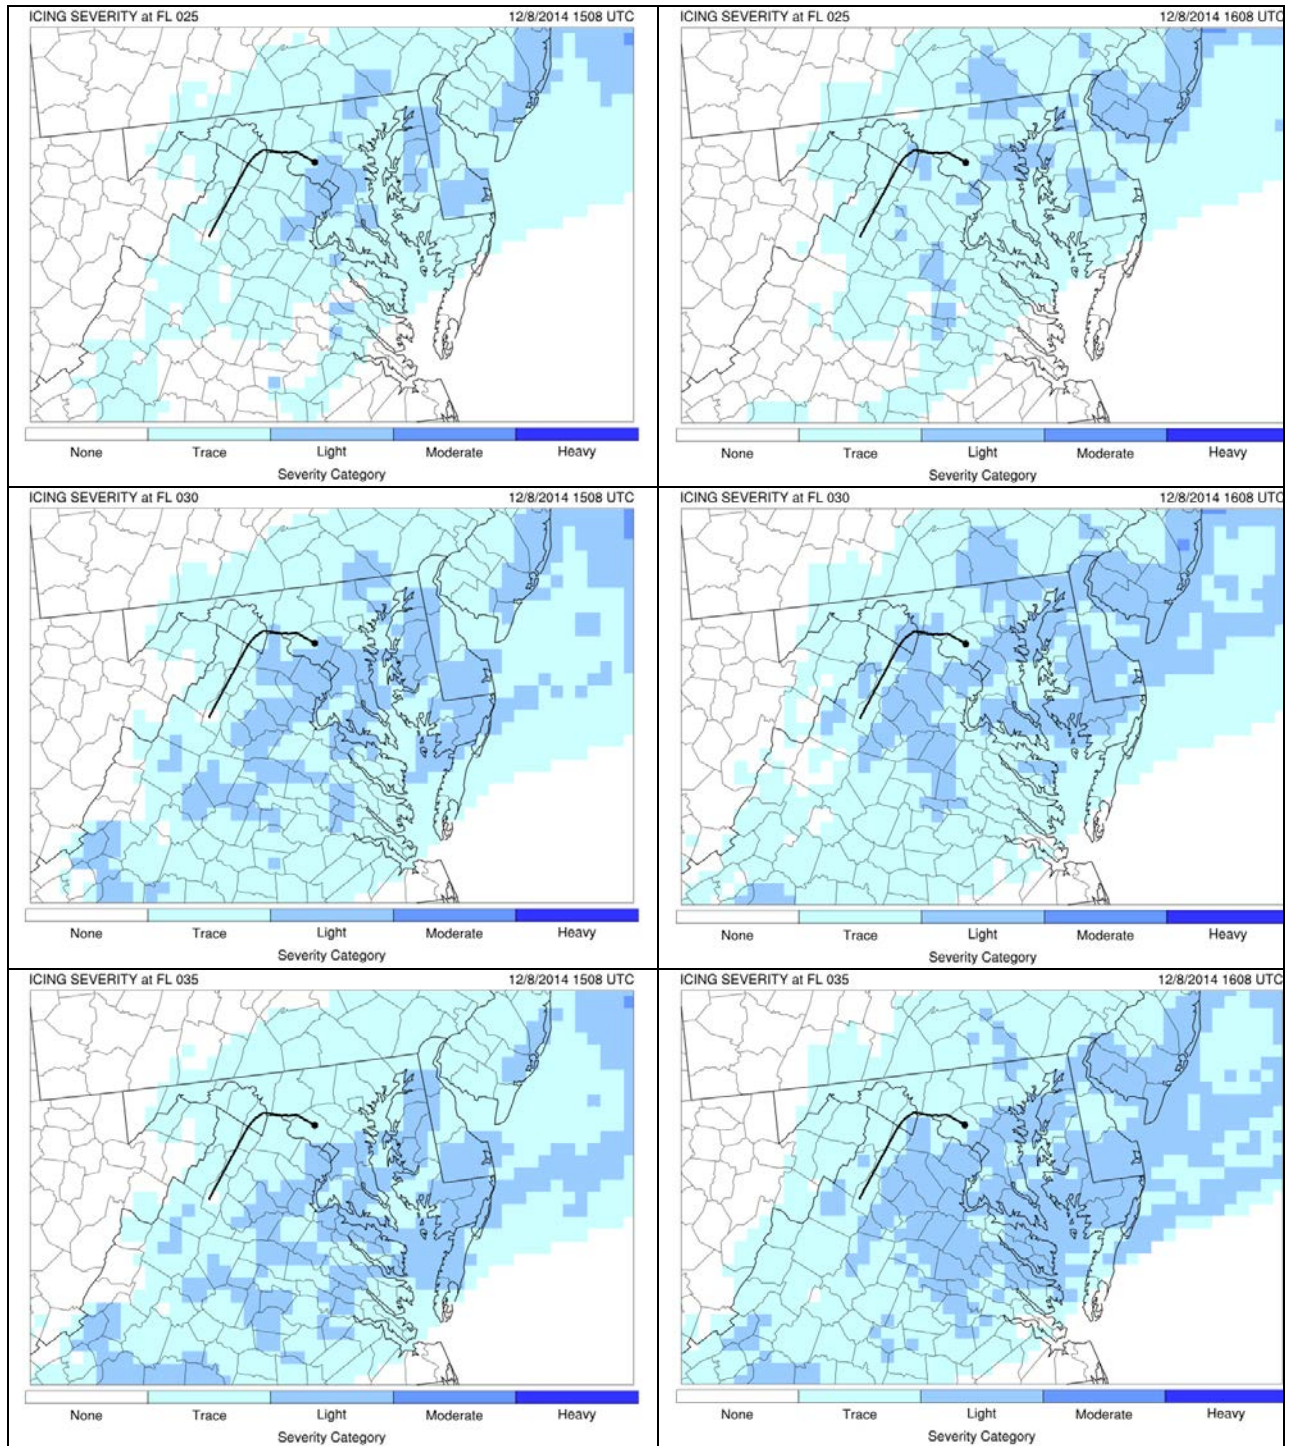 ICING SEVERITY at FL 025 12/8/2014 1508 UTC
None Trace Light Moderate Heavy
Severity Category
ICING SEVERITY at FL 025 12/8/2014 1608 UTC
None Trace Light Moderate Heavy
Severity Category
ICING SEVERITY at FL 030 12/8/2014 1508 UTC
None Trace Light Moderate Heavy
Severity Category
ICING SEVERITY at FL 030 12/8/2014 1608 UTC
None Trace Light Moderate Heavy
Severity Category
ICING SEVERITY at FL 035 12/8/2014 1508 UTC
None Trace Light Moderate Heavy
Severity Category
ICING SEVERITY at FL 035 12/8/2014 1608 UTC
None Trace Light Moderate Heavy
Severity Category